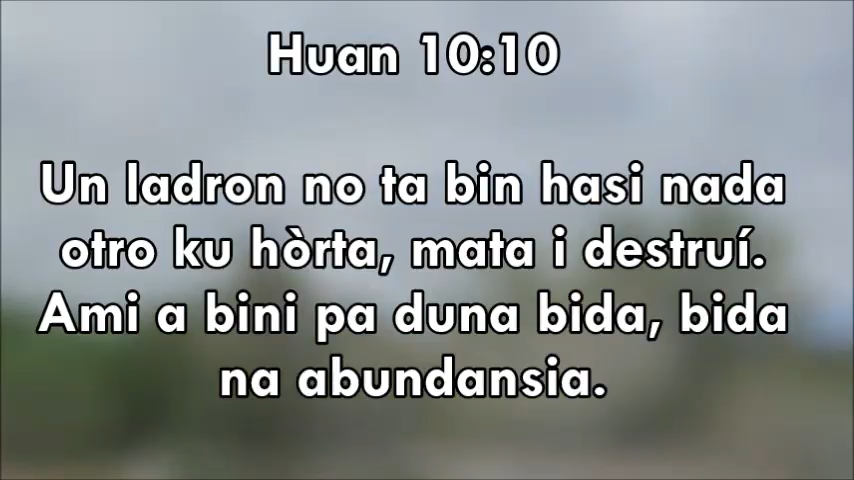 Huan 10:10
Un ladron no ta bin hasi nada
otro ku hòrta, mata i destruí.
Ami a bini pa duna bida, bida
na abundansia.